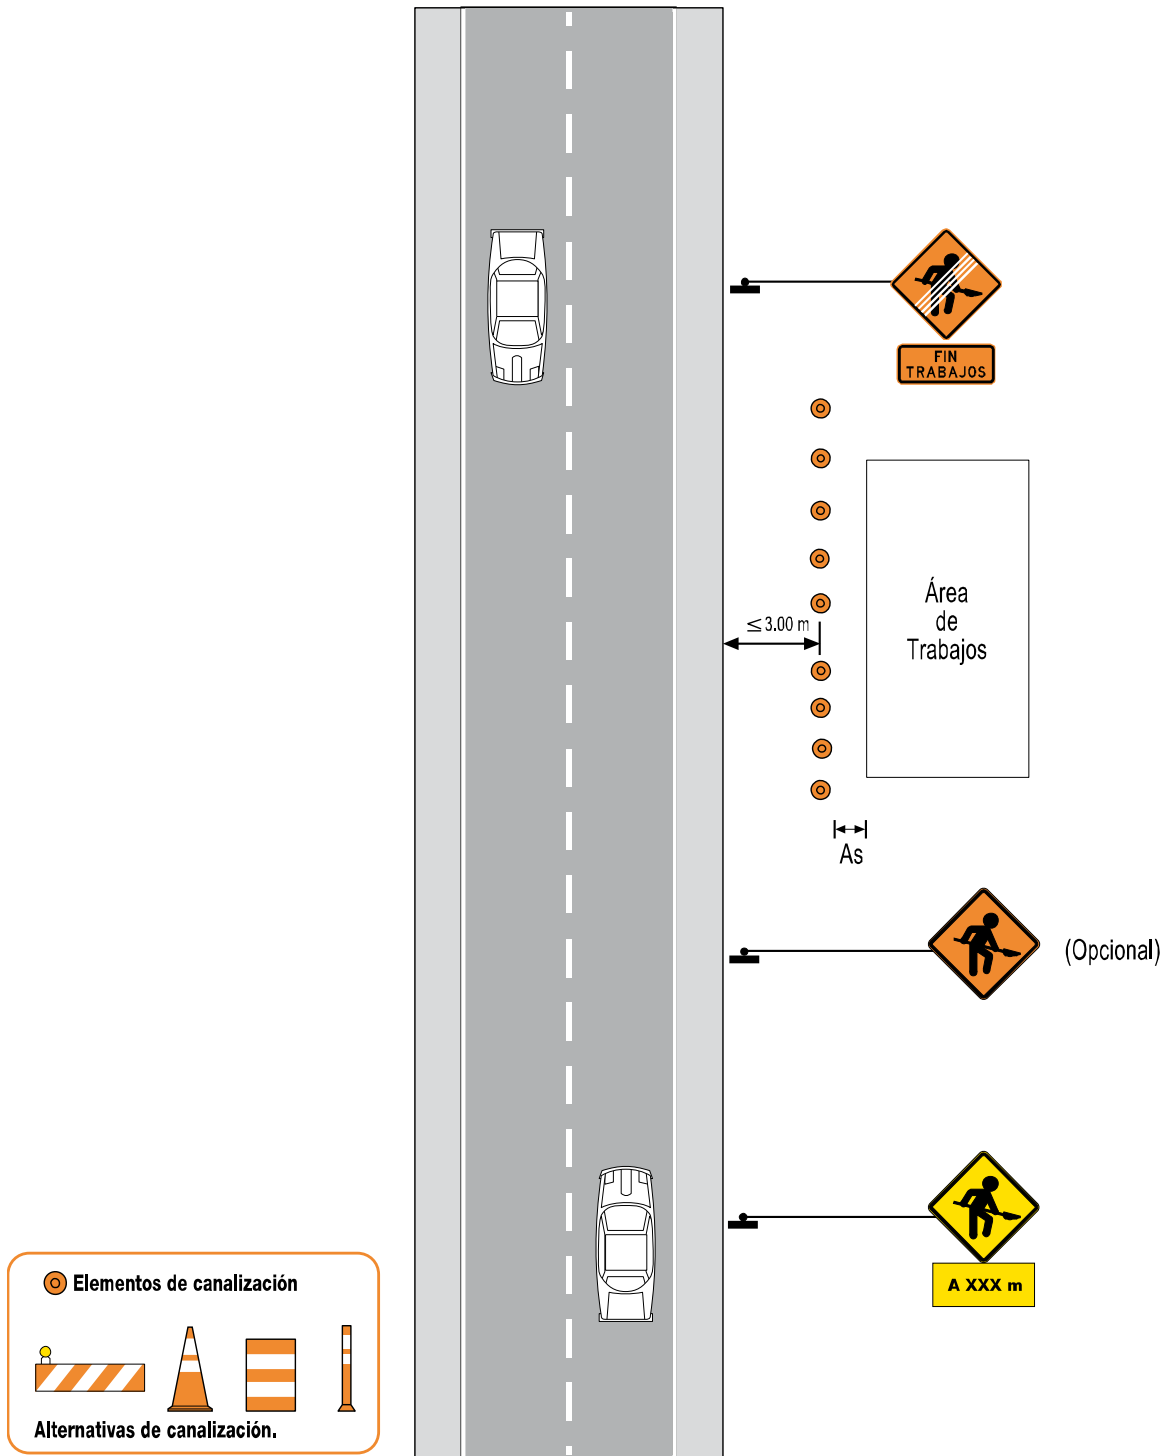 FIN
TRABAJOS
Área
de
Trabajos
≤ 3.00 m
As
(Opcional)
A XXX m
Elementos de canalización
Alternativas de canalización.